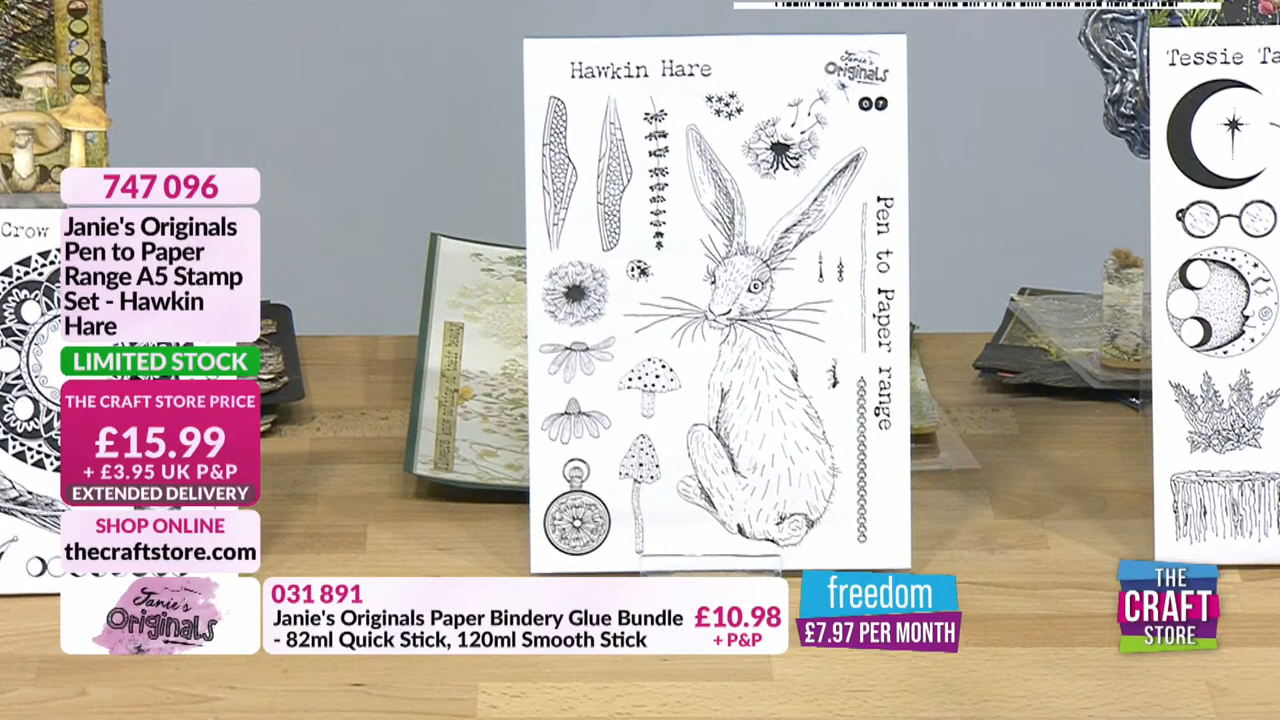 747 096
Janie's Originals
Pen to Paper
Range A5 Stamp
Set - Hawkin
Hare
LIMITED STOCK
THE CRAFT STORE PRICE
£15.99
+ £3.95 UK P&P
EXTENDED DELIVERY
SHOP ONLINE
thecraftstore.com
Janie's
Originals
031 891
Janie's Originals Paper Bindery Glue Bundle
- 82ml Quick Stick, 120ml Smooth Stick
£10.98
+ P&P
freedom
£7.97 PER MONTH
THE
CRAFT
STORE
Crow
Hawkin Hare
Janie's
Originals
07
Pen to Paper range
Tessie Ta